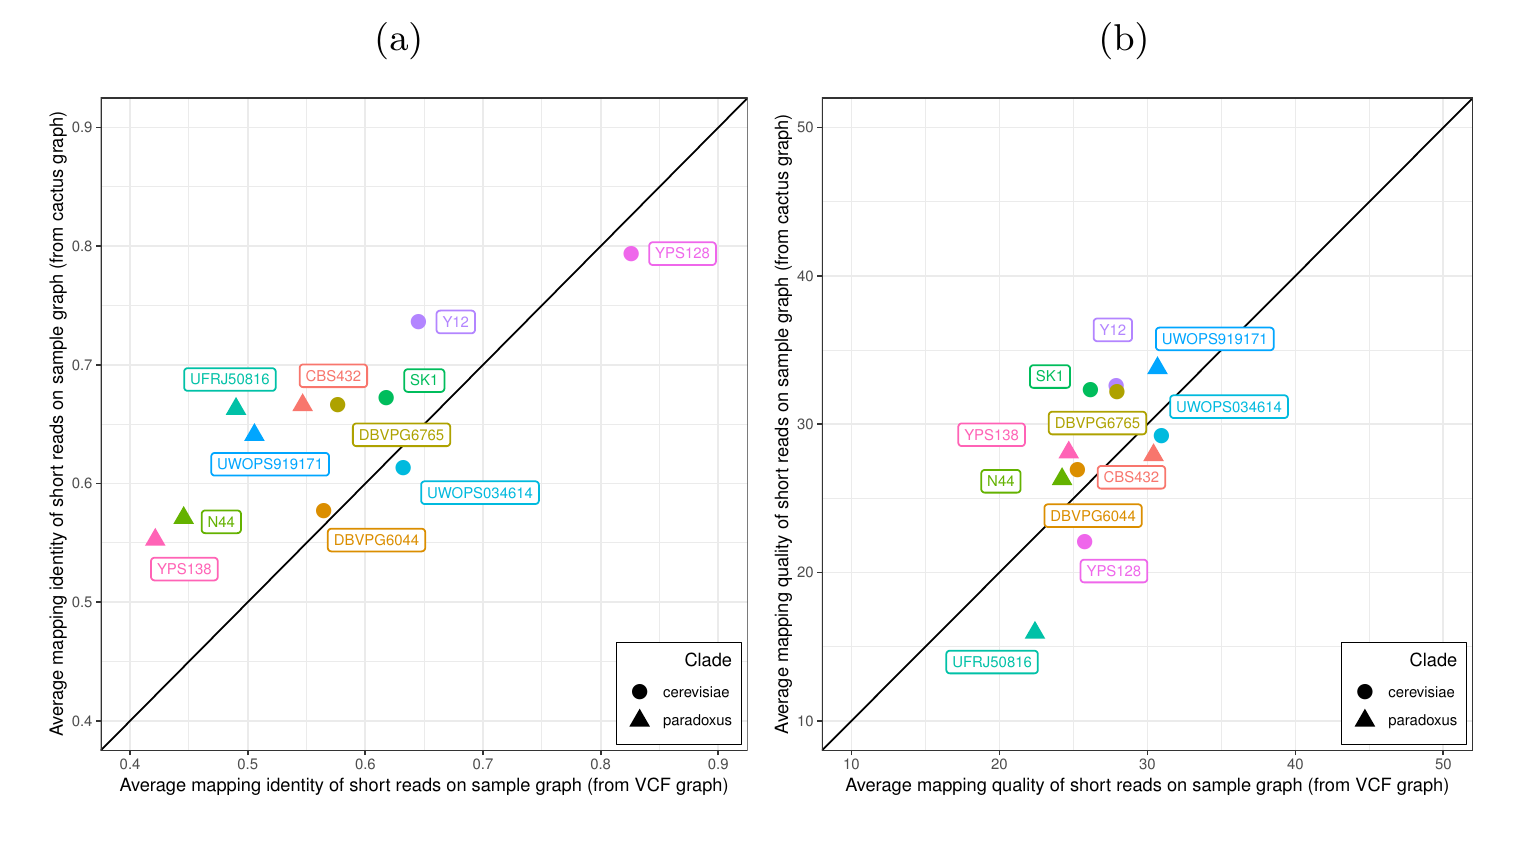 (a)
(b)
Average mapping identity of short reads on sample graph (from cactus graph)
0.9
0.8
0.7
0.6
0.5
0.4
YPS128
Y12
UFRJ50816
CBS432
SK1
DBVPG6765
UWOPS919171
UWOPS034614
N44
DBVPG6044
YPS138
Clade
cerevisiae
paradoxus
0.4 0.5 0.6 0.7 0.8 0.9
Average mapping identity of short reads on sample graph (from VCF graph)
Average mapping quality of short reads on sample graph (from cactus graph)
50
40
30
20
10
Y12
UWOPS919171
SK1
UWOPS034614
DBVPG6765
YPS138
N44
CBS432
DBVPG6044
YPS128
UFRJ50816
Clade
cerevisiae
paradoxus
10 20 30 40 50
Average mapping quality of short reads on sample graph (from VCF graph)